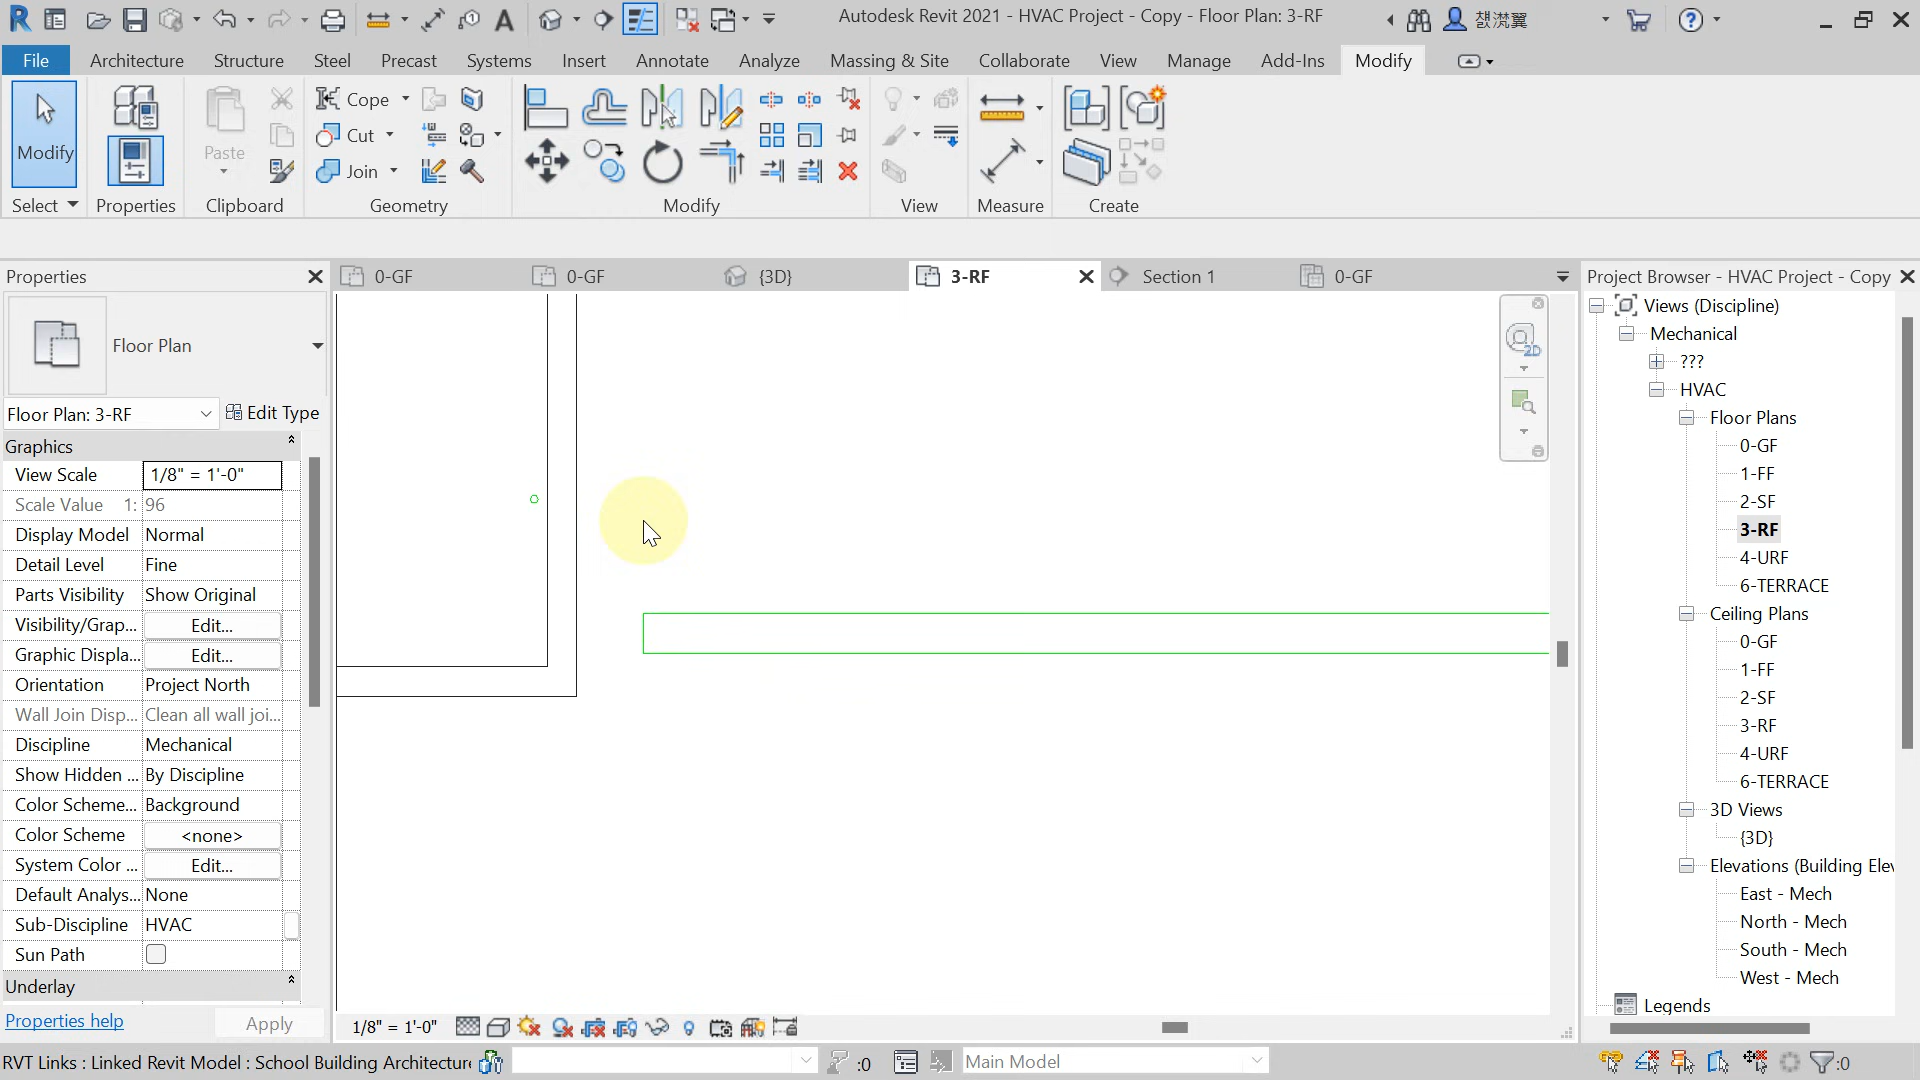 Autodesk Revit 2021 - HVAC Project - Copy - Floor Plan: 3-RF
File Architecture Structure Steel Precast Systems Insert Annotate Analyze Massing & Site Collaborate View Manage Add-Ins Modify
Modify
Paste
Cope
Cut
Join
Select Properties Clipboard Geometry Modify View Measure Create
Properties
0-GF 0-GF {3D} 3-RF Section 1 0-GF
Project Browser - HVAC Project - Copy
Floor Plan
Floor Plan: 3-RF Edit Type
Graphics
View Scale 1/8" = 1'-0"
Scale Value 1: 96
Display Model Normal
Detail Level Fine
Parts Visibility Show Original
Visibility/Grap... Edit...
Graphic Displa... Edit...
Orientation Project North
Wall Join Disp... Clean all wall joi...
Discipline Mechanical
Show Hidden ... By Discipline
Color Scheme... Background
Color Scheme <none>
System Color ... Edit...
Default Analys... None
Sub-Discipline HVAC
Sun Path
Underlay
Properties help Apply
2D
Views (Discipline)
Mechanical
???
HVAC
Floor Plans
0-GF
1-FF
2-SF
3-RF
4-URF
6-TERRACE
Ceiling Plans
0-GF
1-FF
2-SF
3-RF
4-URF
6-TERRACE
3D Views
{3D}
Elevations (Building Elev
East - Mech
North - Mech
South - Mech
West - Mech
Legends
1/8" = 1'-0"
RVT Links : Linked Revit Model : School Building Architecture
:0
Main Model
:0